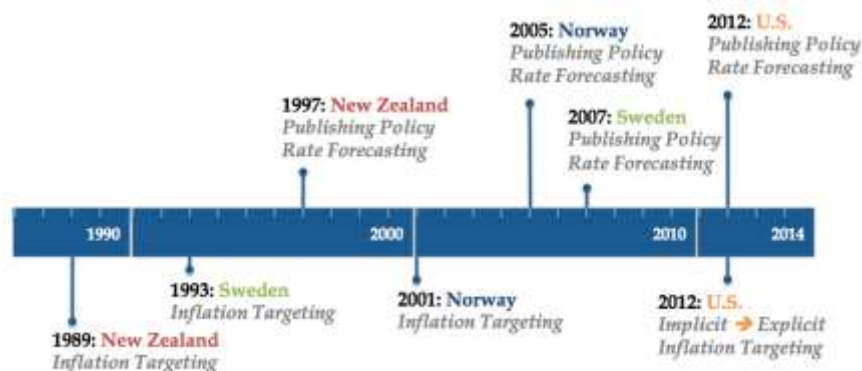 2005: Norway
Publishing Policy
Rate Forecasting
2012: U.S.
Publishing Policy
Rate Forecasting
1997: New Zealand
Publishing Policy
Rate Forecasting
2007: Sweden
Publishing Policy
Rate Forecasting
1990 2000 2010 2014
1993: Sweden
Inflation Targeting
2001: Norway
Inflation Targeting
2012: U.S.
Implicit ➔ Explicit
Inflation Targeting
1989: New Zealand
Inflation Targeting